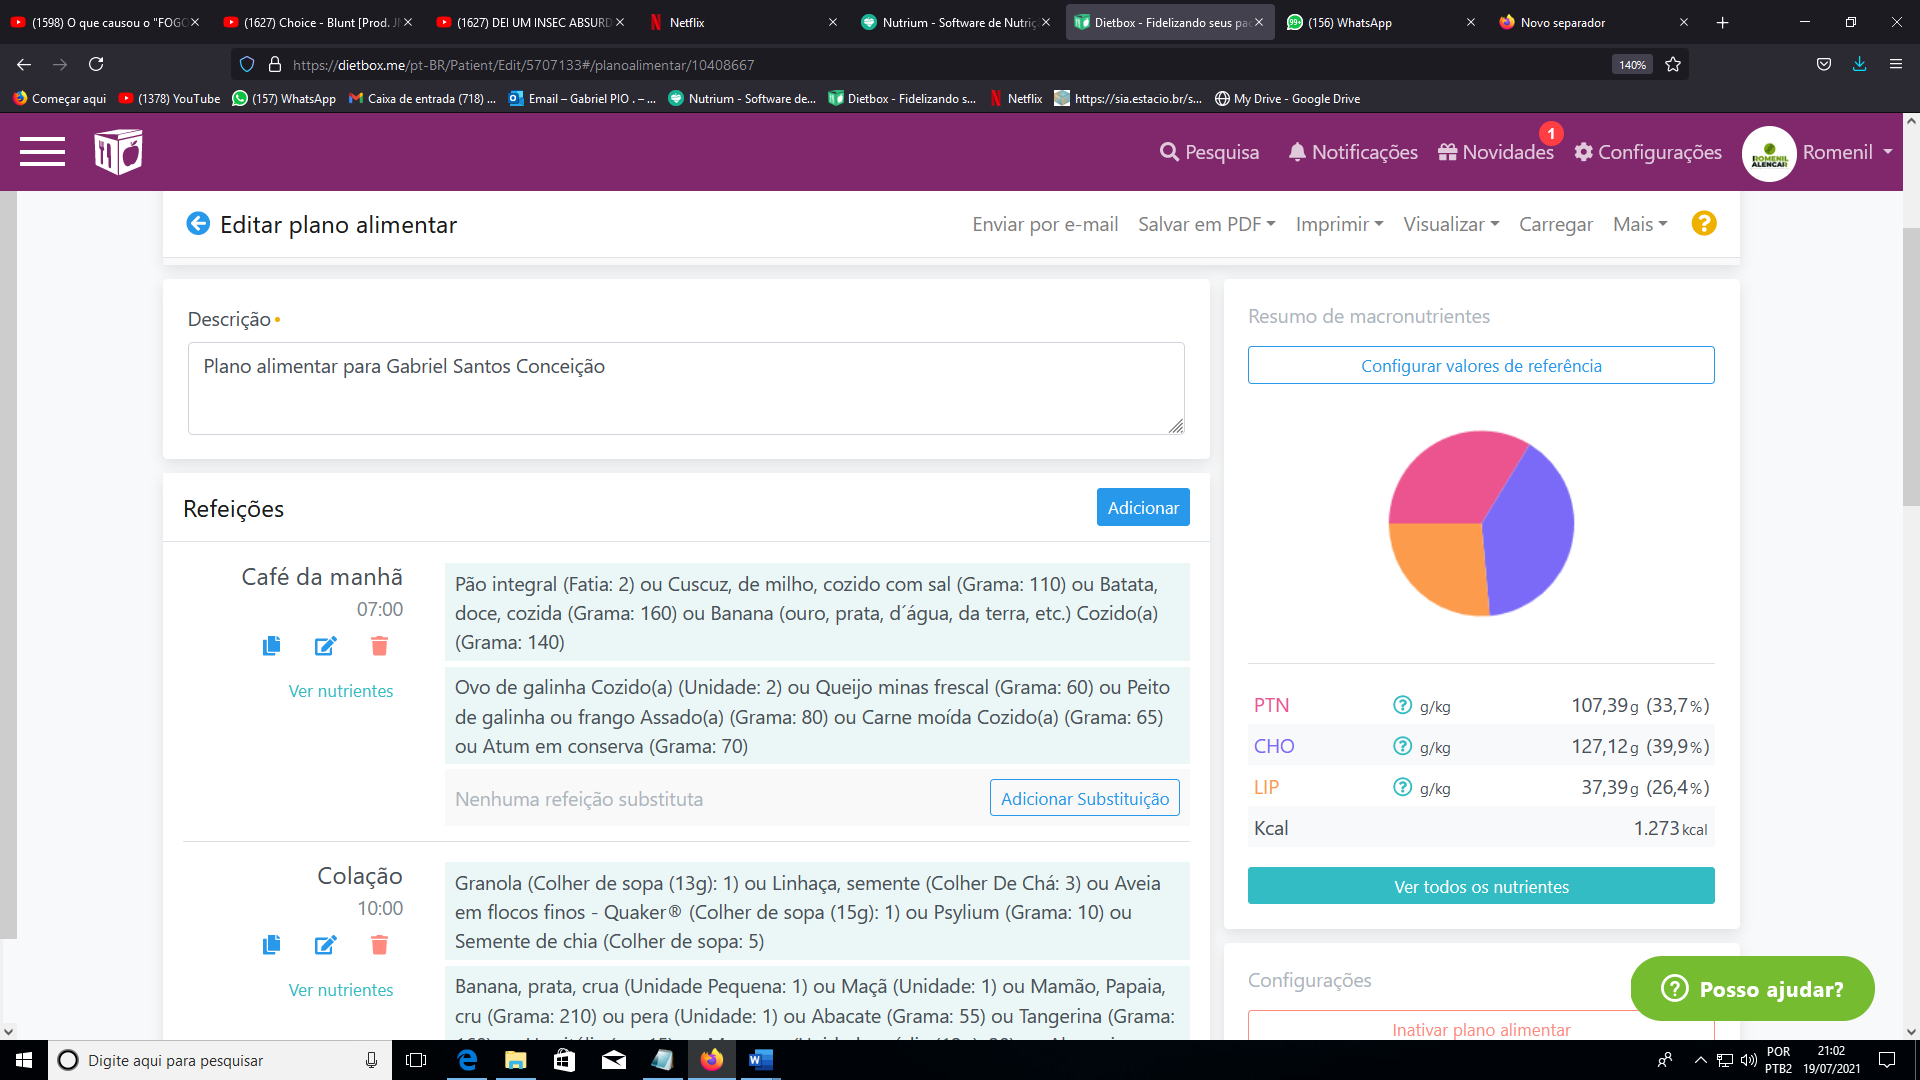 (1598) O que causou o "FOGO
(1627) Choice - Blunt [Prod. JN
(1627) DEI UM INSEC ABSURD
Netflix
Nutrium - Software de Nutriç
Dietbox - Fidelizando seus pac
99+
(156) WhatsApp
Novo separador
https://dietbox.me/pt-BR/Patient/Edit/5707133#/planoalimentar/10408667
140%
Começar aqui
(1378) YouTube
(157) WhatsApp
Caixa de entrada (718) ...
Email – Gabriel PIO . – ...
Nutrium - Software de...
Dietbox - Fidelizando s...
Netflix
https://sia.estacio.br/s...
My Drive - Google Drive
Pesquisa
Notificações
Novidades
1
Configurações
ROMENIL
ALENCAR
Romenil
Editar plano alimentar
Enviar por e-mail
Salvar em PDF
Imprimir
Visualizar
Carregar
Mais
?
Descrição
Plano alimentar para Gabriel Santos Conceição
Resumo de macronutrientes
Configurar valores de referência
Refeições
Adicionar
Café da manhã
07:00
Ver nutrientes
Pão integral (Fatia: 2) ou Cuscuz, de milho, cozido com sal (Grama: 110) ou Batata,
doce, cozida (Grama: 160) ou Banana (ouro, prata, d´água, da terra, etc.) Cozido(a)
(Grama: 140)
Ovo de galinha Cozido(a) (Unidade: 2) ou Queijo minas frescal (Grama: 60) ou Peito
de galinha ou frango Assado(a) (Grama: 80) ou Carne moída Cozido(a) (Grama: 65)
ou Atum em conserva (Grama: 70)
Nenhuma refeição substituta
Adicionar Substituição
PTN ? g/kg 107,39 g (33,7 %)
CHO ? g/kg 127,12 g (39,9 %)
LIP ? g/kg 37,39 g (26,4 %)
Kcal 1.273 kcal
Ver todos os nutrientes
Colação
10:00
Ver nutrientes
Granola (Colher de sopa (13g): 1) ou Linhaça, semente (Colher De Chá: 3) ou Aveia
em flocos finos - Quaker® (Colher de sopa (15g): 1) ou Psylium (Grama: 10) ou
Semente de chia (Colher de sopa: 5)
Banana, prata, crua (Unidade Pequena: 1) ou Maçã (Unidade: 1) ou Mamão, Papaia,
cru (Grama: 210) ou pera (Unidade: 1) ou Abacate (Grama: 55) ou Tangerina (Grama:
Configurações
Inativar plano alimentar
? Posso ajudar?
Digite aqui para pesquisar
POR
PTB2
21:02
19/07/2021